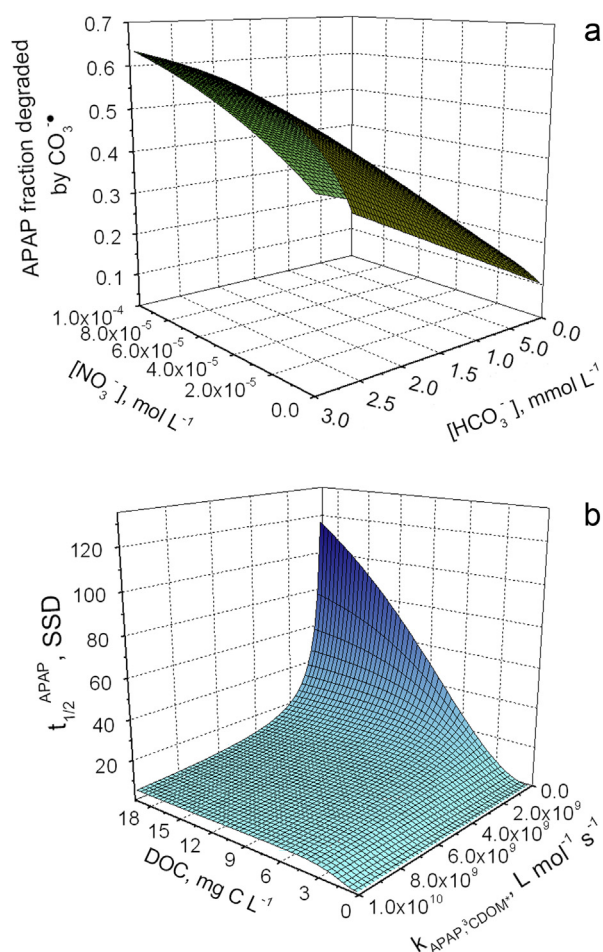 a
0.7
0.6
0.5
0.4
0.3
0.2
0.1
APAP fraction degraded
by CO₃⁻•
1.0x10⁻⁴
8.0x10⁻⁵
6.0x10⁻⁵
4.0x10⁻⁵
2.0x10⁻⁵
0.0
[NO₃⁻], mol L⁻¹
3.0
2.5
2.0
1.5
1.0
5.0
0.0
[HCO₃⁻], mmol L⁻¹
b
120
100
80
60
40
20
t₁/₂ᴬᴾᴬᴾ, SSD
18
15
12
9
6
3
0
DOC, mg C L⁻¹
1.0x10¹⁰
8.0x10⁹
6.0x10⁹
4.0x10⁹
2.0x10⁹
0.0
k APAP,³CDOM*, L mol⁻¹ s⁻¹